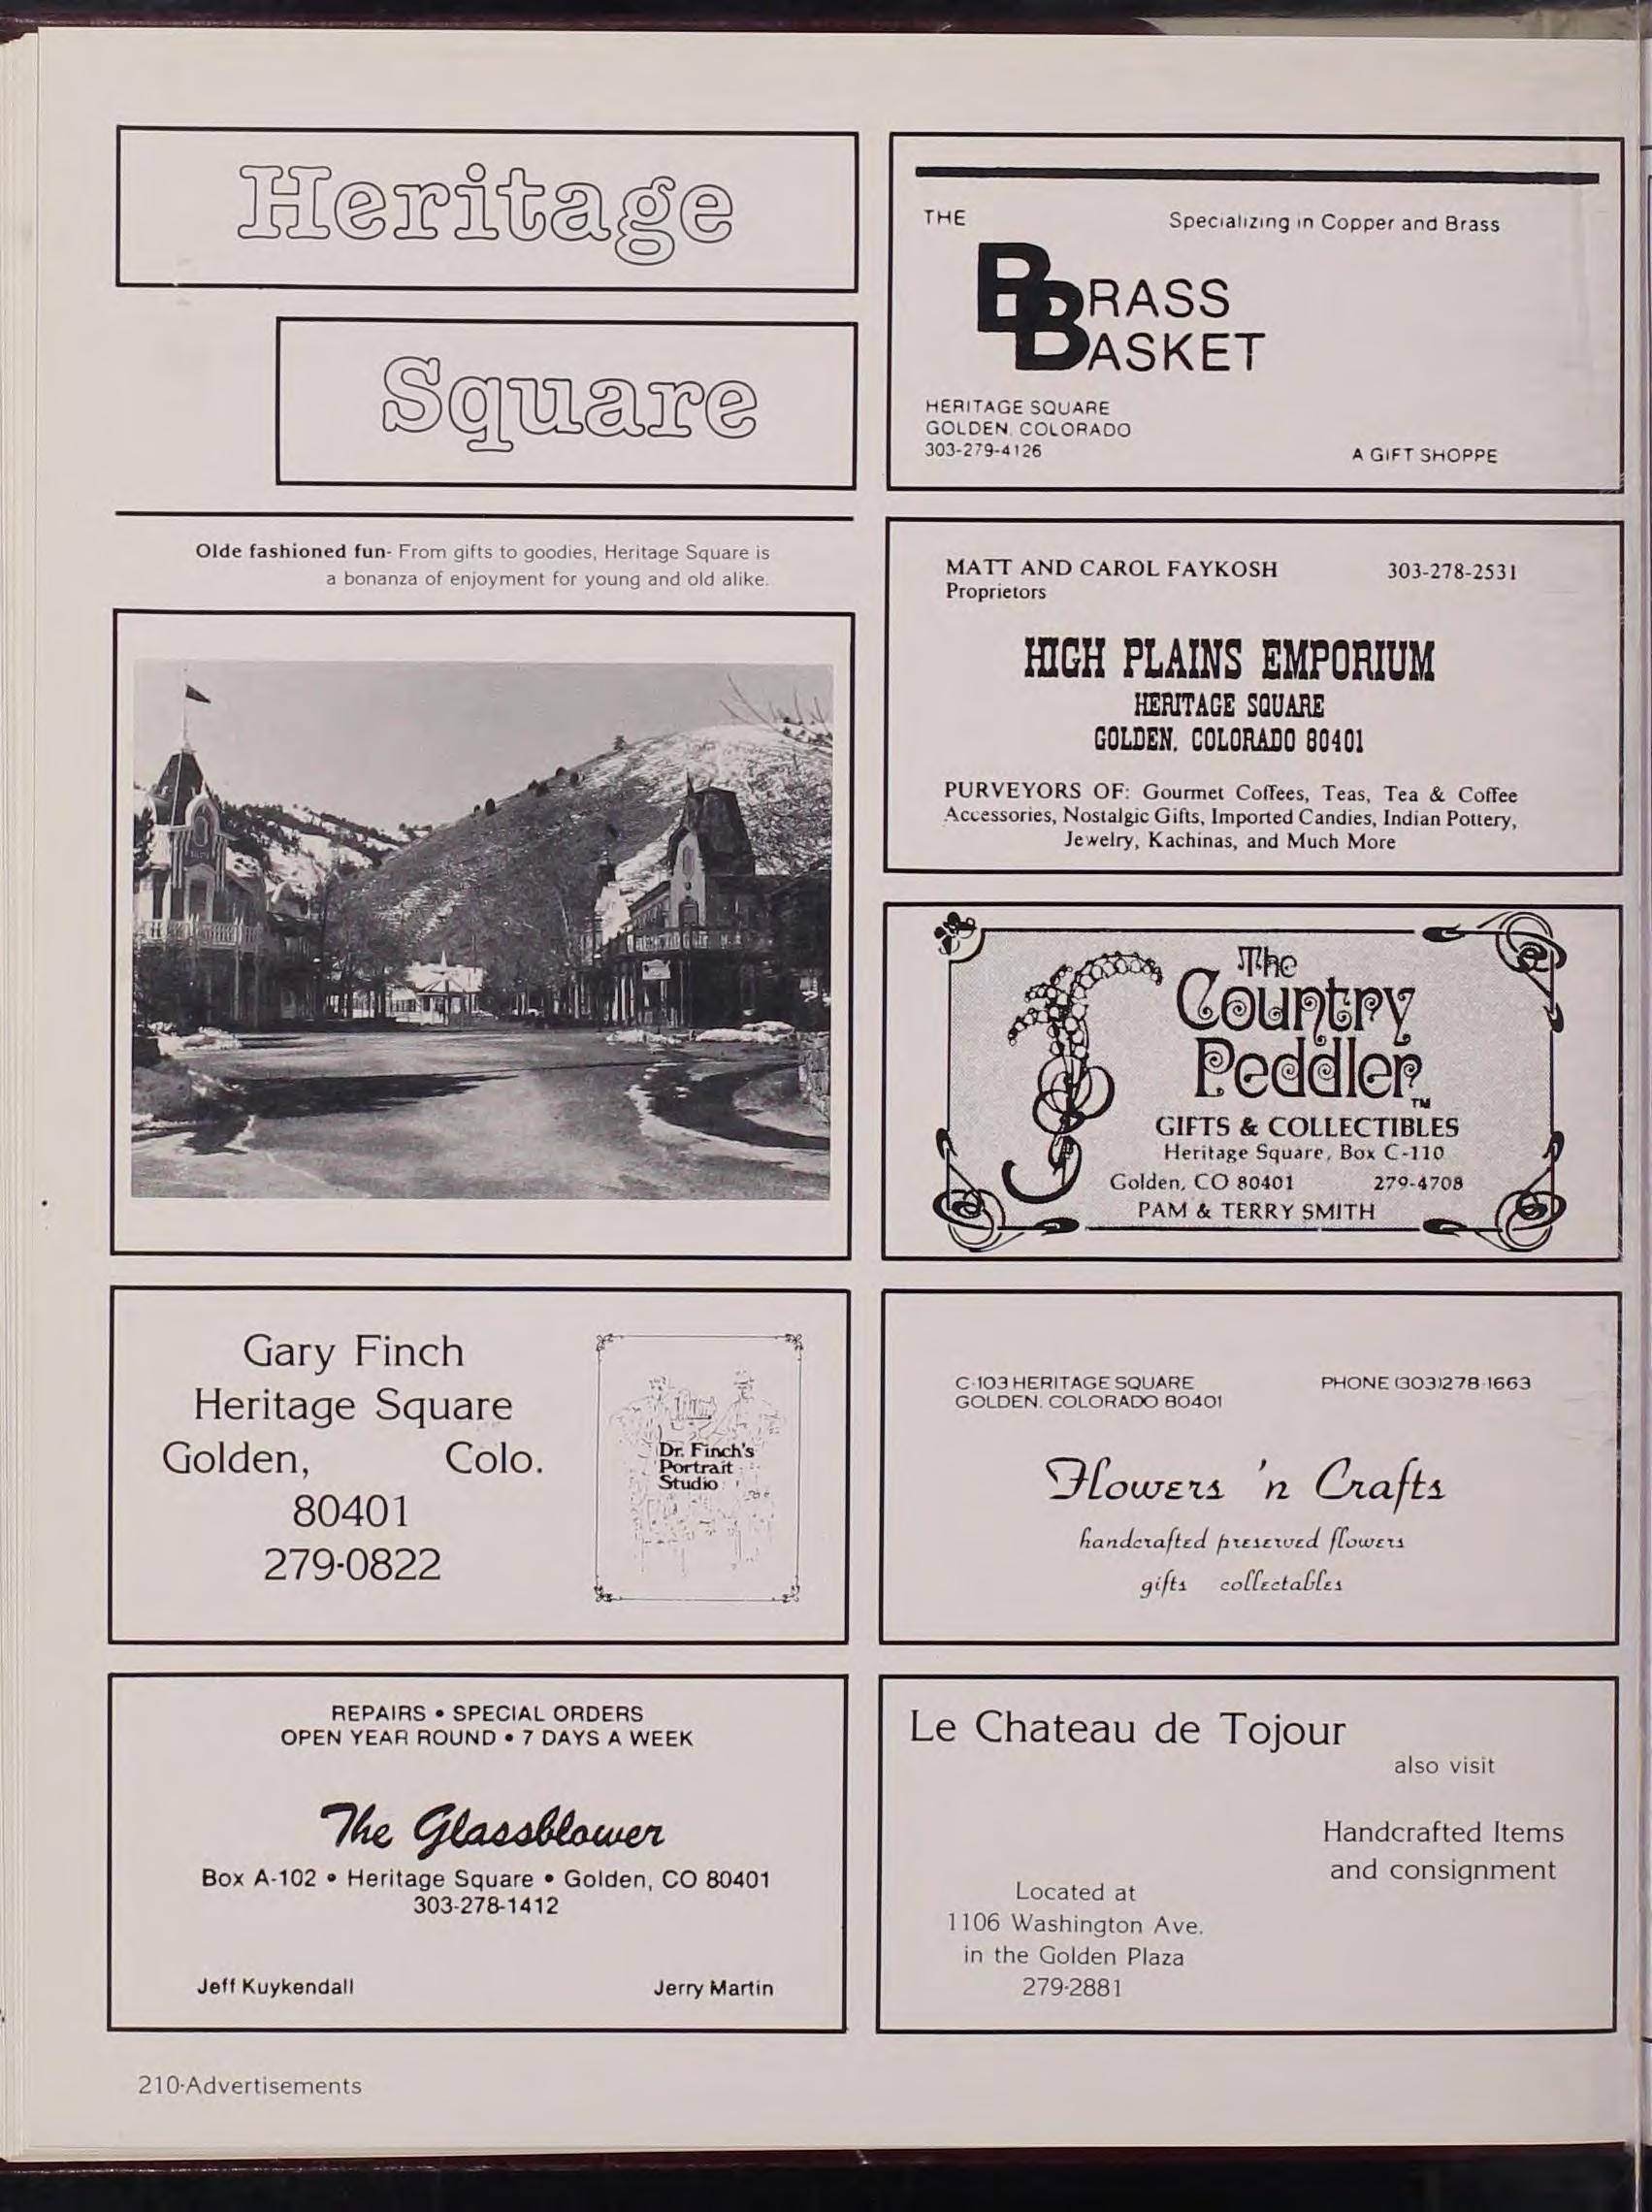 Heritage
Square
Olde fashioned fun- From gifts to goodies, Heritage Square is
a bonanza of enjoyment for young and old alike.
Gary Finch
Heritage Square
Golden, Colo.
80401
279-0822
Dr. Finch's
Portrait
Studio
REPAIRS • SPECIAL ORDERS
OPEN YEAR ROUND • 7 DAYS A WEEK
The Glassblower
Box A-102 • Heritage Square • Golden, CO 80401
303-278-1412
Jeff Kuykendall Jerry Martin
THE Specializing in Copper and Brass
BRASS
BASKET
HERITAGE SQUARE
GOLDEN, COLORADO
303-279-4126
A GIFT SHOPPE
MATT AND CAROL FAYKOSH 303-278-2531
Proprietors
HIGH PLAINS EMPORIUM
HERITAGE SQUARE
GOLDEN, COLORADO 80401
PURVEYORS OF: Gourmet Coffees, Teas, Tea & Coffee
Accessories, Nostalgic Gifts, Imported Candies, Indian Pottery,
Jewelry, Kachinas, and Much More
The
Country
Peddler™
GIFTS & COLLECTIBLES
Heritage Square, Box C-110
Golden, CO 80401 279-4708
PAM & TERRY SMITH
C-103 HERITAGE SQUARE PHONE (303)278-1663
GOLDEN, COLORADO 80401
Flowers 'n Crafts
handcrafted preserved flowers
gifts collectables
Le Chateau de Tojour
also visit
Handcrafted Items
and consignment
Located at
1106 Washington Ave.
in the Golden Plaza
279-2881
210-Advertisements